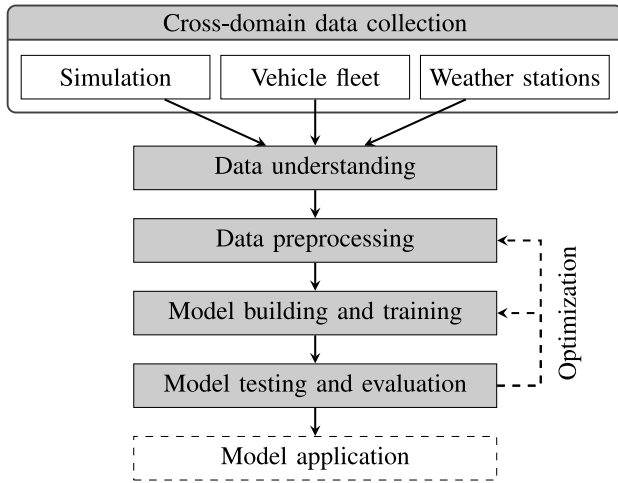 Cross-domain data collection
Simulation
Vehicle fleet
Weather stations
Data understanding
Data preprocessing
Model building and training
Model testing and evaluation
Optimization
Model application